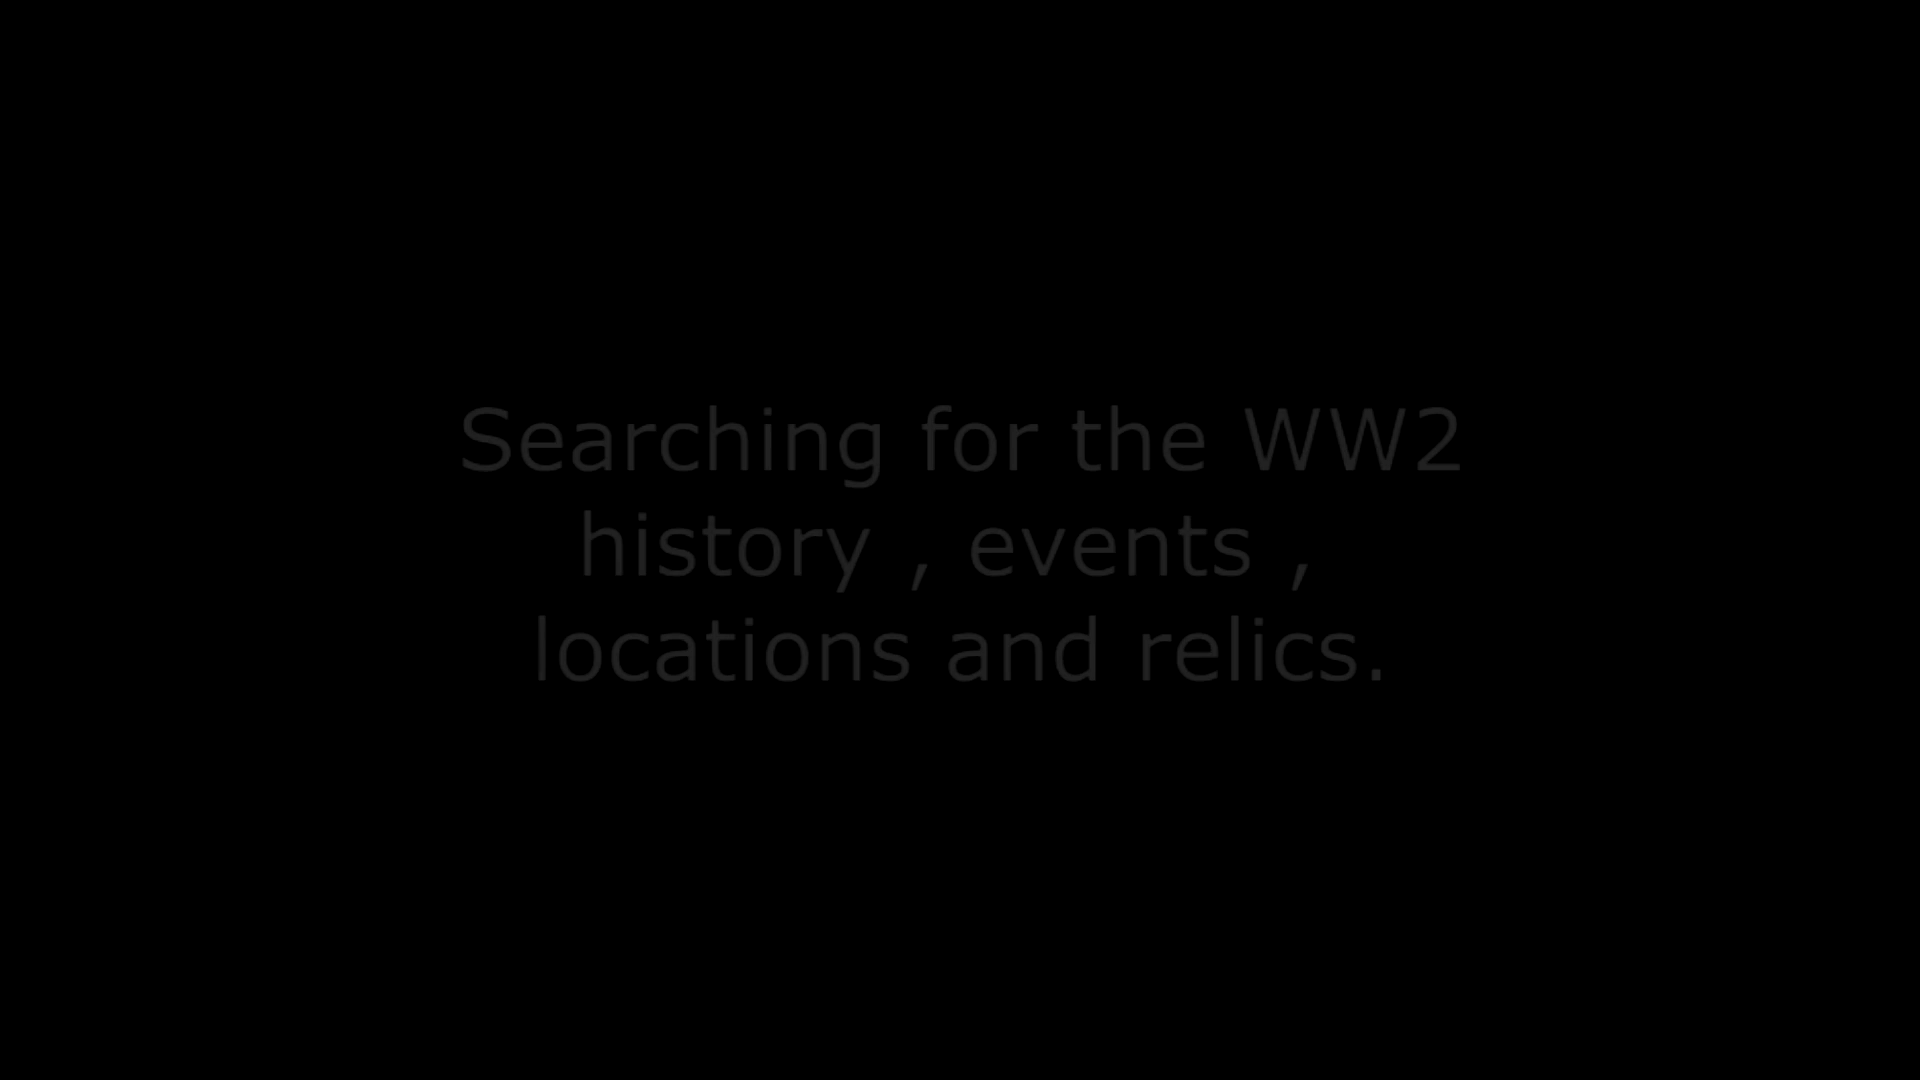 Searching for the WW2
history , events ,
locations and relics.